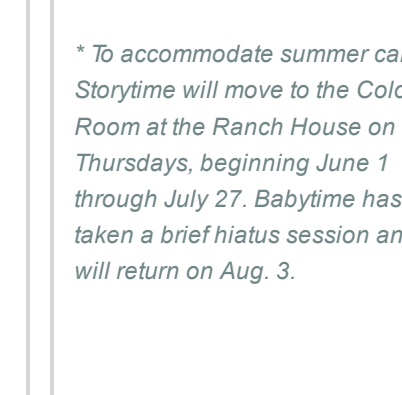 * To accommodate summer
Storytime will move to the
Room at the Ranch House on
Thursdays, beginning June 1
through July 27. Babytime has
taken a brief hiatus session
will return on Aug. 3.